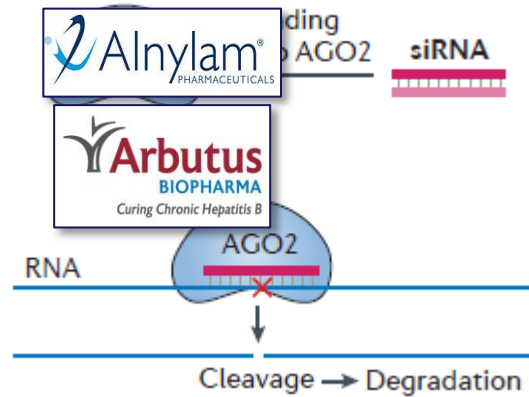 Alnylam®
PHARMACEUTICALS
AGO2
siRNA
Arbutus
BIOPHARMA
Curing Chronic Hepatitis B
AGO2
RNA
Cleavage → Degradation